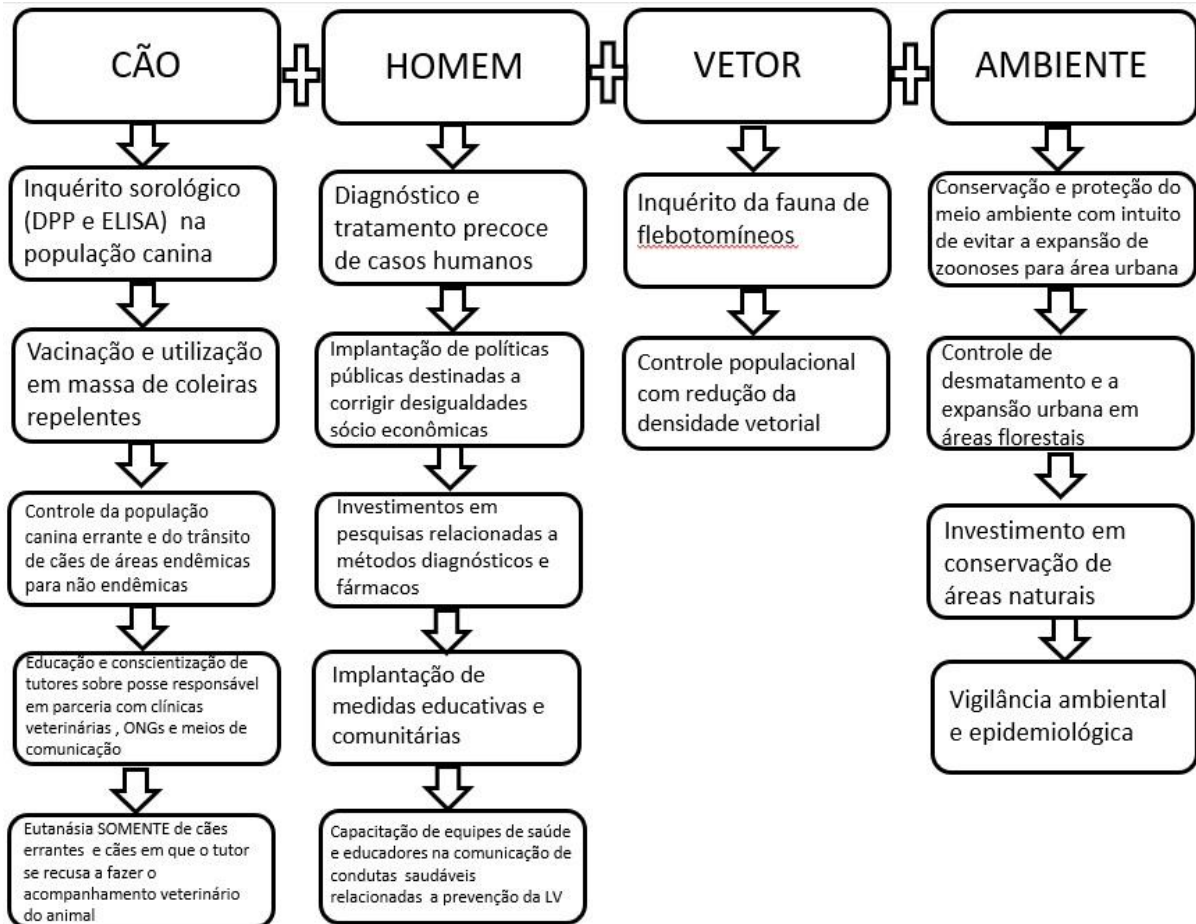 CÃO
HOMEM
VETOR
AMBIENTE
Inquérito sorológico
(DPP e ELISA) na
população canina
Vacinação e utilização
em massa de coleiras
repelentes
Controle da população
canina errante e do trânsito
de cães de áreas endêmicas
para não endêmicas
Educação e conscientização de
tutores sobre posse responsável
em parceria com clínicas
veterinárias , ONGs e meios de
comunicação
Eutanásia SOMENTE de cães
errantes e cães em que o tutor
se recusa a fazer o
acompanhamento veterinário
do animal
Diagnóstico e
tratamento precoce
de casos humanos
Implantação de políticas
públicas destinadas a
corrigir desigualdades
sócio econômicas
Investimentos em
pesquisas relacionadas a
métodos diagnósticos e
fármacos
Implantação de
medidas educativas e
comunitárias
Capacitação de equipes de saúde
e educadores na comunicação de
condutas saudáveis
relacionadas a prevenção da LV
Inquérito da fauna de
flebotomíneos
Controle populacional
com redução da
densidade vetorial
Conservação e proteção do
meio ambiente com intuito
de evitar a expansão de
zoonoses para área urbana
Controle de
desmatamento e a
expansão urbana em
áreas florestais
Investimento em
conservação de
áreas naturais
Vigilância ambiental
e epidemiológica